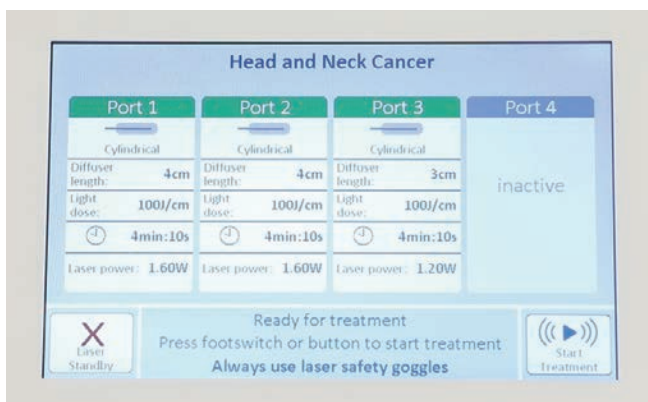 Head and Neck Cancer
Port 1 Port 2 Port 3 Port 4
Cylindrical Cylindrical Cylindrical
Diffuser length: 4cm Diffuser length: 4cm Diffuser length: 3cm
inactive
Light dose: 100J/cm Light dose: 100J/cm Light dose: 100J/cm
4min:10s 4min:10s 4min:10s
Laser power: 1.60W Laser power: 1.60W Laser power: 1.20W
Ready for treatment
Press footswitch or button to start treatment
Always use laser safety goggles
Laser
Standby
Start
Treatment